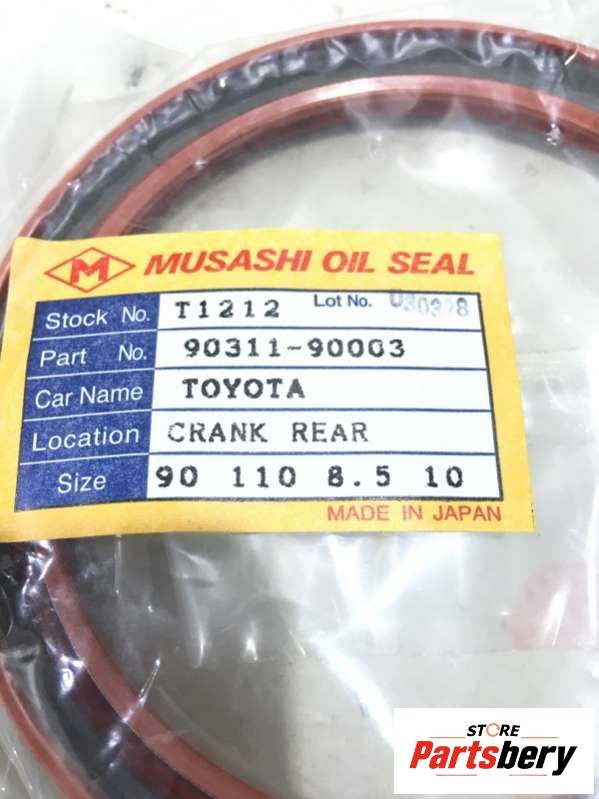 M MUSASHI OIL SEAL
Stock No. T1212 Lot No. 030328
Part No. 90311-90003
Car Name TOYOTA
Location CRANK REAR
Size 90 110 8.5 10
MADE IN JAPAN
STORE
Partsbery